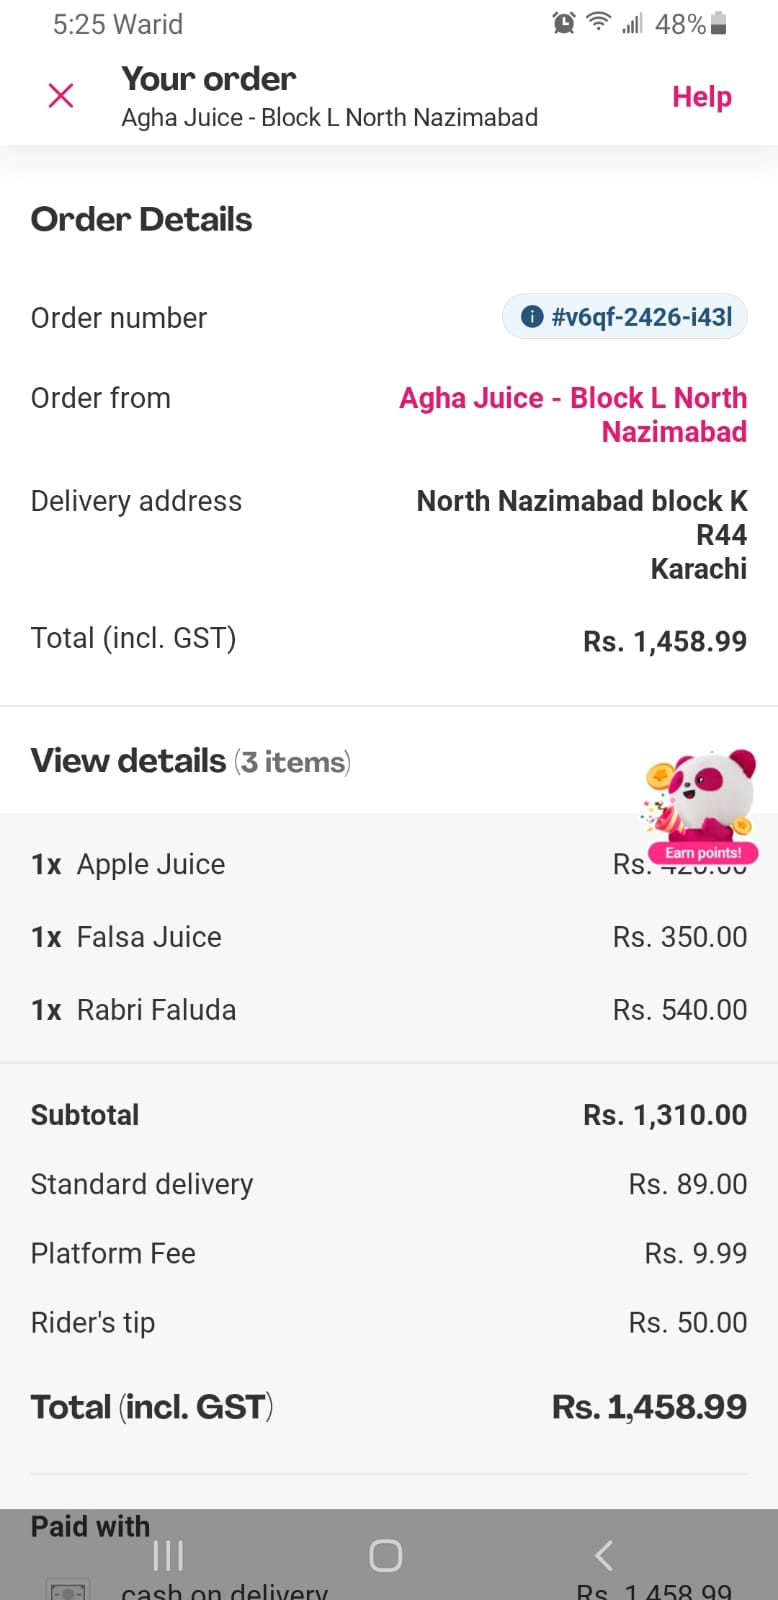 5:25 Warid
48%
Your order
Agha Juice - Block L North Nazimabad
Help
Order Details
Order number
#v6qf-2426-i43l
Order from
Agha Juice - Block L North
Nazimabad
Delivery address
North Nazimabad block K
R44
Karachi
Total (incl. GST)
Rs. 1,458.99
View details (3 items)
Earn points!
1x Apple Juice
Rs. 420.00
1x Falsa Juice
Rs. 350.00
1x Rabri Faluda
Rs. 540.00
Subtotal
Rs. 1,310.00
Standard delivery
Rs. 89.00
Platform Fee
Rs. 9.99
Rider's tip
Rs. 50.00
Total (incl. GST)
Rs. 1,458.99
Paid with
cash on delivery
Rs. 1,458.99